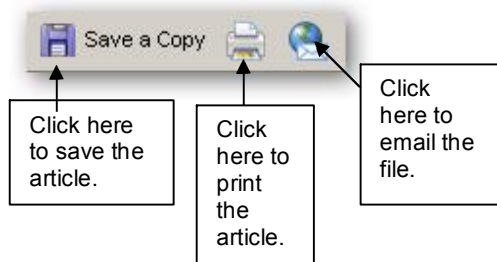 Save a Copy
Click here
to save the
article.
Click
here to
print
the
article.
Click
here to
email the
file.